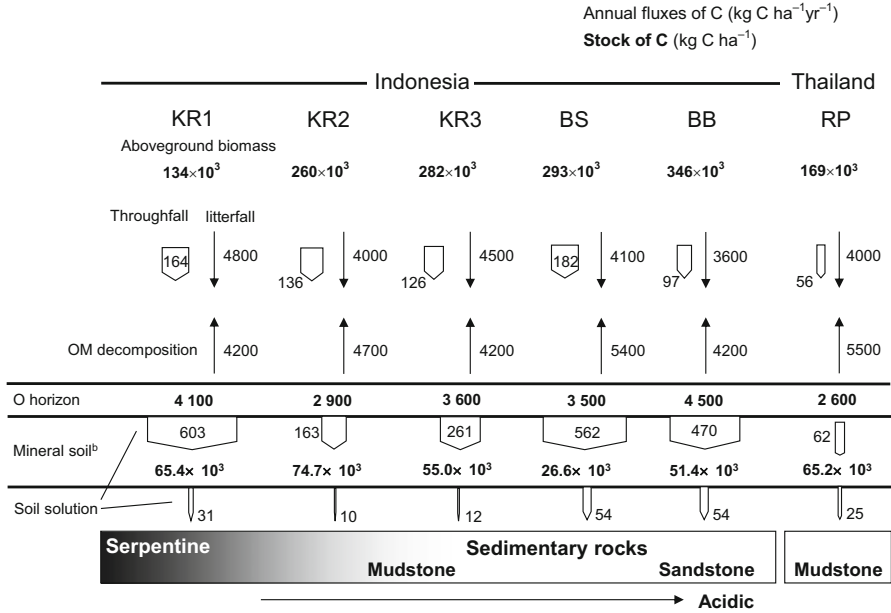 Annual fluxes of C (kg C ha⁻¹yr⁻¹)
Stock of C (kg C ha⁻¹)
Indonesia Thailand
KR1 KR2 KR3 BS BB RP
Aboveground biomass
134×10³ 260×10³ 282×10³ 293×10³ 346×10³ 169×10³
Throughfall litterfall
164 4800 136 4000 126 4500 182 4100 97 3600 56 4000
OM decomposition 4200 4700 4200 5400 4200 5500
O horizon 4 100 2 900 3 600 3 500 4 500 2 600
603 163 261 562 470 62
Mineral soilᵇ
65.4× 10³ 74.7× 10³ 55.0× 10³ 26.6× 10³ 51.4× 10³ 65.2× 10³
Soil solution 31 10 12 54 54 25
Serpentine Sedimentary rocks
Mudstone Sandstone Mudstone
Acidic